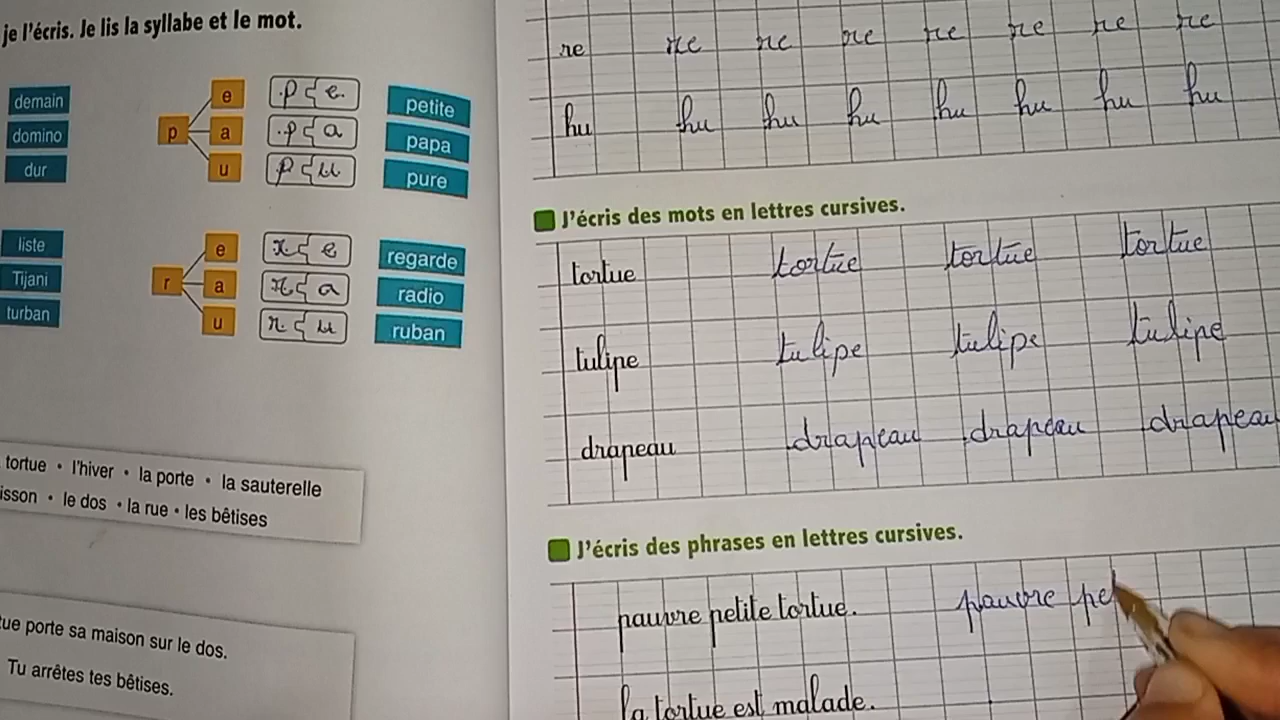 je l'écris. Je lis la syllabe et le mot.
demain
domino
dur
p
e
a
u
p e
p a
p u
petite
papa
pure
liste
Tijani
turban
r
e
a
u
r e
r a
r u
regarde
radio
ruban
tortue • l'hiver • la porte • la sauterelle
isson • le dos • la rue • les bêtises
tue porte sa maison sur le dos.
Tu arrêtes tes bêtises.
re re re re re re re re
hu hu hu hu hu hu hu hu
J'écris des mots en lettres cursives.
tortue tortue tortue tortue
tulipe tulipe tulipe tulipe
drapeau drapeau drapeau drapeau
J'écris des phrases en lettres cursives.
pauvre petite tortue. pauvre pe
la tortue est malade.